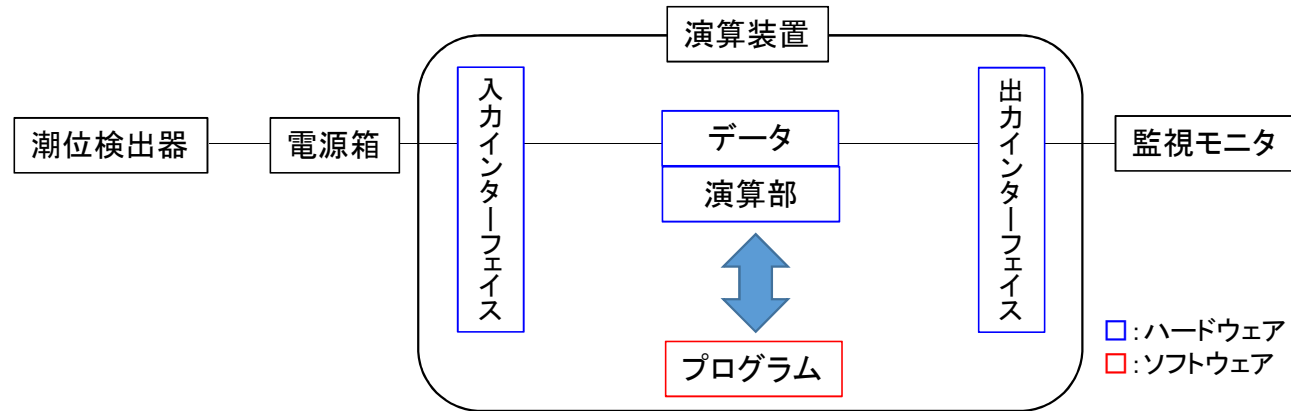 演算装置
潮位検出器
電源箱
入力インターフェイス
データ
演算部
プログラム
出力インターフェイス
監視モニタ
□:ハードウェア
□:ソフトウェア